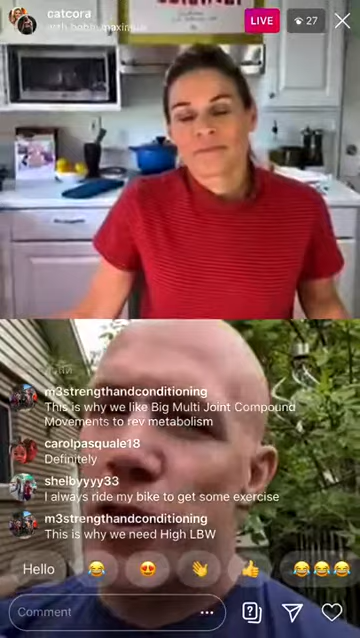 catcora
LIVE
27
m3strengthandconditioning
This is why we like Big Multi Joint Compound
Movements to rev metabolism
carolpasquale18
Definitely
shelbyyyy33
I always ride my bike to get some exercise
m3strengthandconditioning
This is why we need High LBW
Hello
Comment